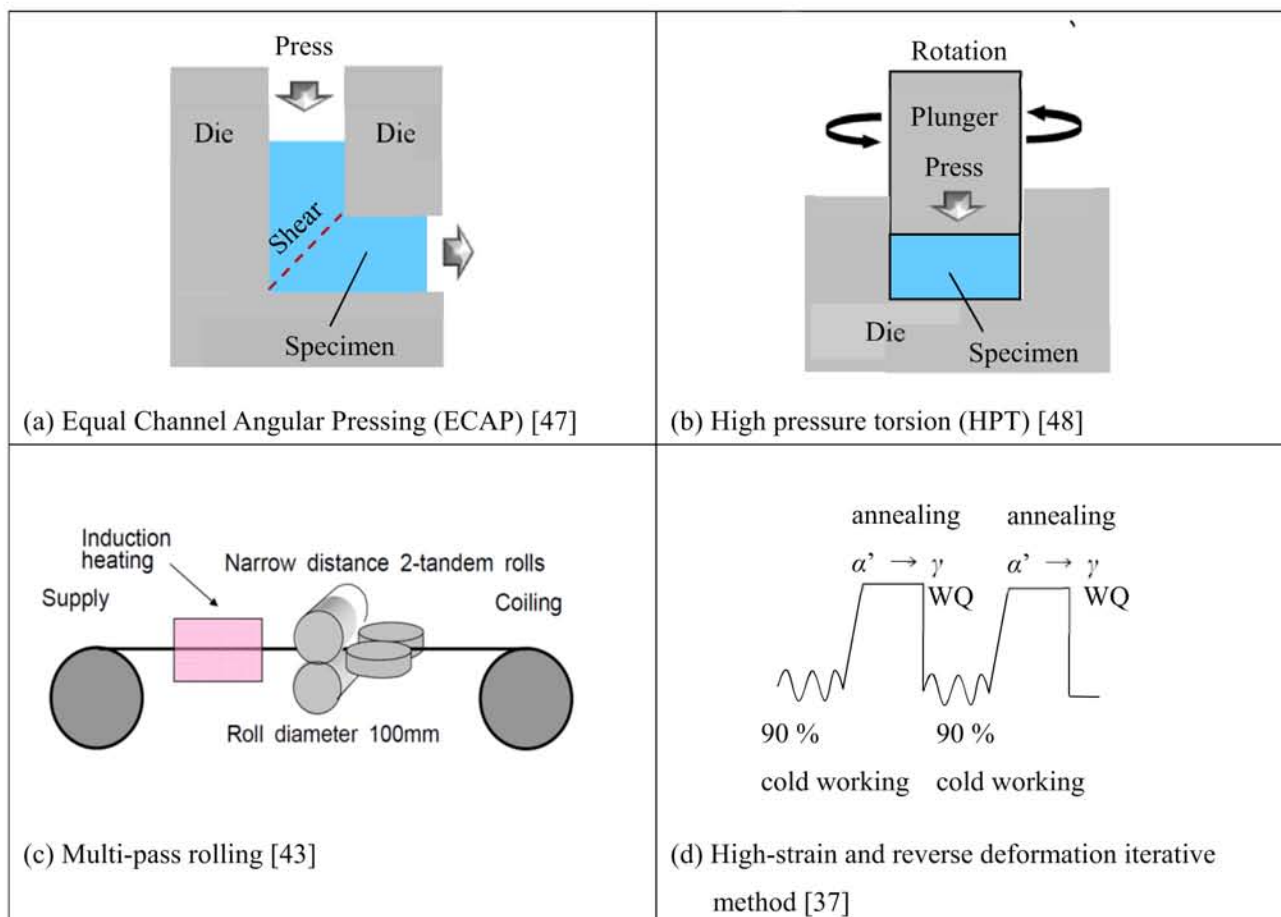 Press
Die
Die
Shear
Specimen
(a) Equal Channel Angular Pressing (ECAP) [47]
Rotation
Plunger
Press
Die
Specimen
(b) High pressure torsion (HPT) [48]
Induction
heating
Narrow distance 2-tandem rolls
Supply
Coiling
Roll diameter 100mm
(c) Multi-pass rolling [43]
annealing annealing
α’ → γ α’ → γ
WQ WQ
90 % 90 %
cold working cold working
(d) High-strain and reverse deformation iterative
method [37]